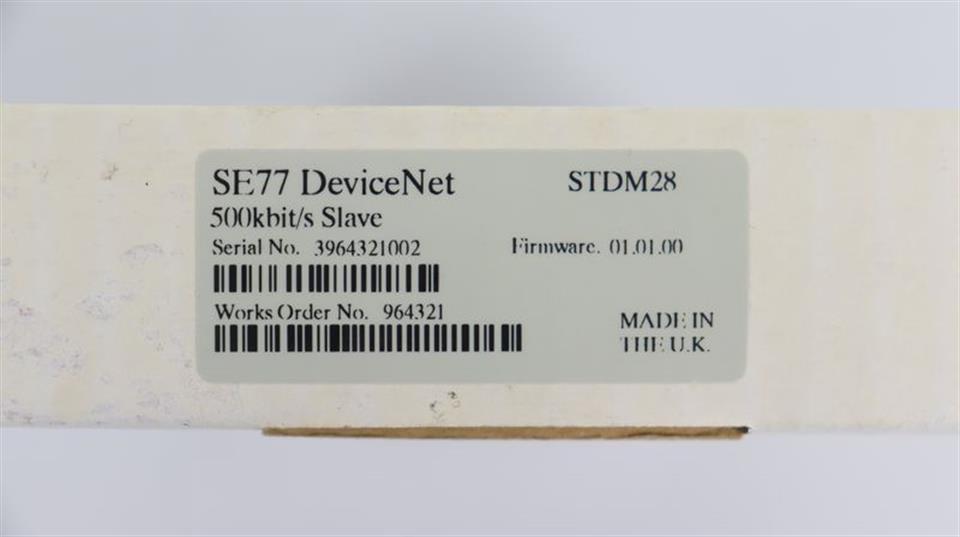 SE77 DeviceNet STDM28
500kbit/s Slave
Serial No. 3964321002 Firmware. 01.01.00
Works Order No. 964321
MADE IN
THE U.K.